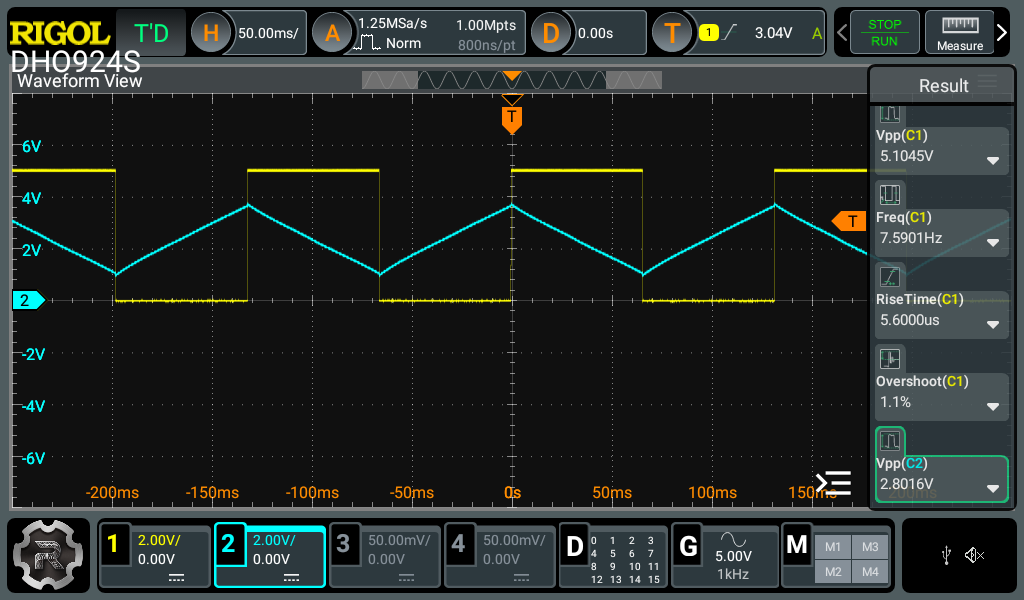 RIGOL T'D H 50.00ms/ A 1.25MSa/s 1.00Mpts D 0.00s T 1 3.04V A STOP
Norm 800ns/pt RUN Measure
DHO924S
Waveform View
Result
T
Vpp(C1)
5.1045V
6V
4V
Freq(C1)
T
7.5901Hz
2V
RiseTime(C1)
2
5.6000us
-2V
Overshoot(C1)
-4V
1.1%
-6V
Vpp(C2)
2.8016V
-200ms -150ms -100ms -50ms 0s 50ms 100ms 150ms 200ms
1 2.00V/ 0.00V
2 2.00V/ 0.00V
3 50.00mV/ 0.00V
4 50.00mV/ 0.00V
D 0 1 2 3
4 5 6 7
8 9 10 11
12 13 14 15
G 5.00V 1kHz
M M1 M3
M2 M4
R